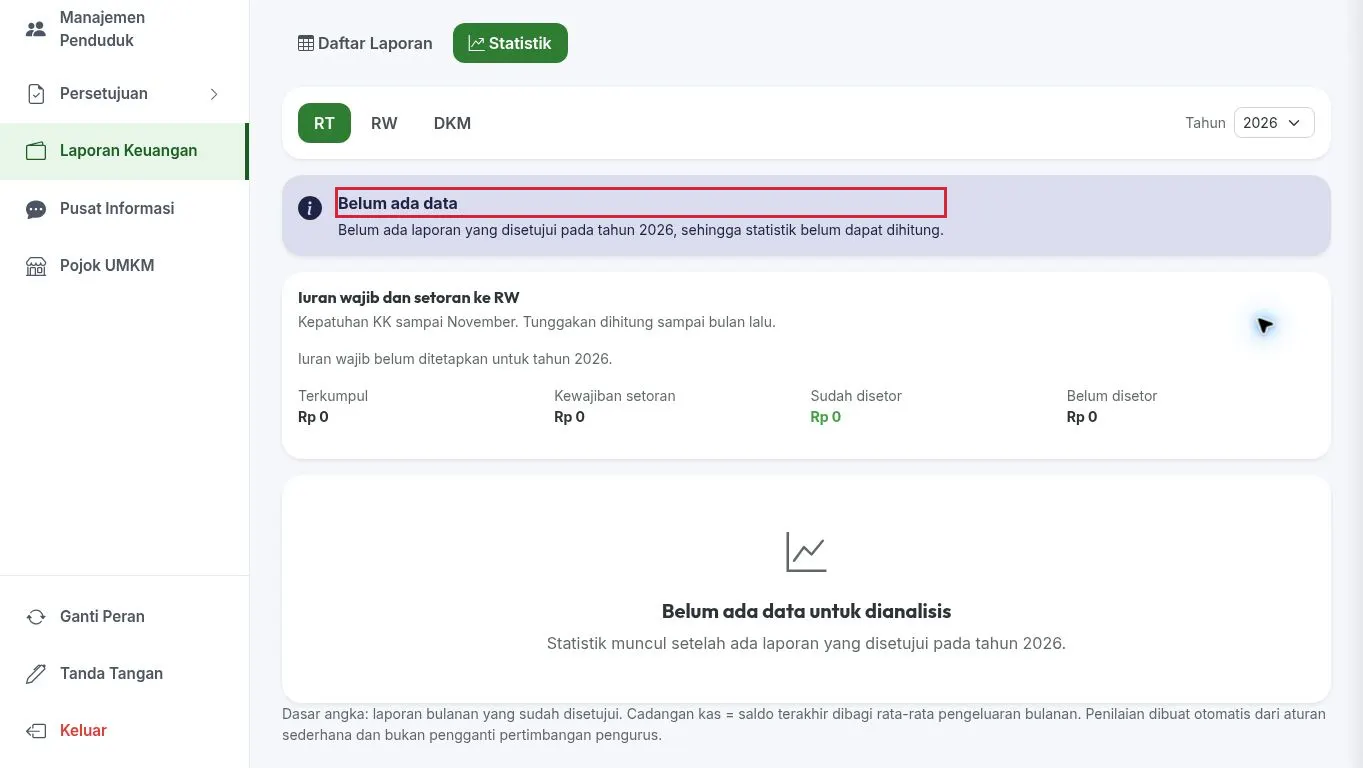 Manajemen
Penduduk
Persetujuan
Laporan Keuangan
Pusat Informasi
Pojok UMKM
Ganti Peran
Tanda Tangan
Keluar
Daftar Laporan
Statistik
RT
RW
DKM
Tahun
2026
Belum ada data
Belum ada laporan yang disetujui pada tahun 2026, sehingga statistik belum dapat dihitung.
Iuran wajib dan setoran ke RW
Kepatuhan KK sampai November. Tunggakan dihitung sampai bulan lalu.
Iuran wajib belum ditetapkan untuk tahun 2026.
Terkumpul
Rp 0
Kewajiban setoran
Rp 0
Sudah disetor
Rp 0
Belum disetor
Rp 0
Belum ada data untuk dianalisis
Statistik muncul setelah ada laporan yang disetujui pada tahun 2026.
Dasar angka: laporan bulanan yang sudah disetujui. Cadangan kas = saldo terakhir dibagi rata-rata pengeluaran bulanan. Penilaian dibuat otomatis dari aturan
sederhana dan bukan pengganti pertimbangan pengurus.